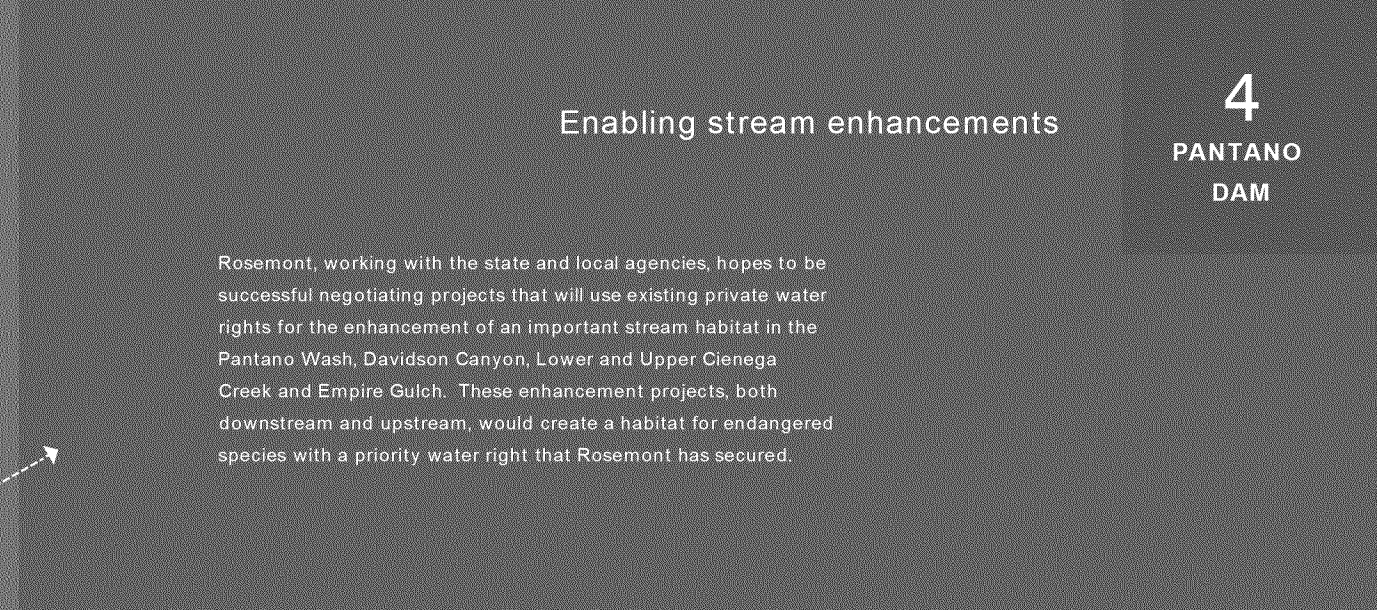 4
Enabling stream enhancements
PANTANO
DAM
Rosemont, working with the state and local agencies, hopes to be
successful negotiating projects that will use existing private water
rights for the enhancement of an important stream habitat in the
Pantano Wash, Davidson Canyon, Lower and Upper Cienega
Creek and Empire Gulch.  These enhancement projects, both
downstream and upstream, would create a habitat for endangered
species with a priority water right that Rosemont has secured.